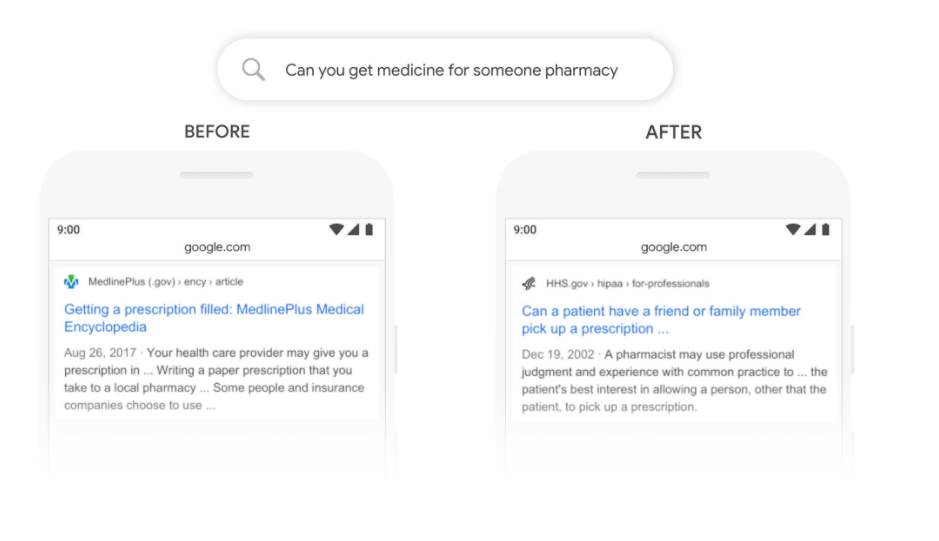 Can you get medicine for someone pharmacy
BEFORE
9:00
google.com
MedlinePlus (.gov) › ency › article
Getting a prescription filled: MedlinePlus Medical
Encyclopedia
Aug 26, 2017 · Your health care provider may give you a
prescription in ... Writing a paper prescription that you
take to a local pharmacy ... Some people and insurance
companies choose to use ...
AFTER
9:00
google.com
HHS.gov › hipaa › for-professionals
Can a patient have a friend or family member
pick up a prescription ...
Dec 19, 2002 · A pharmacist may use professional
judgment and experience with common practice to ... the
patient's best interest in allowing a person, other that the
patient, to pick up a prescription.